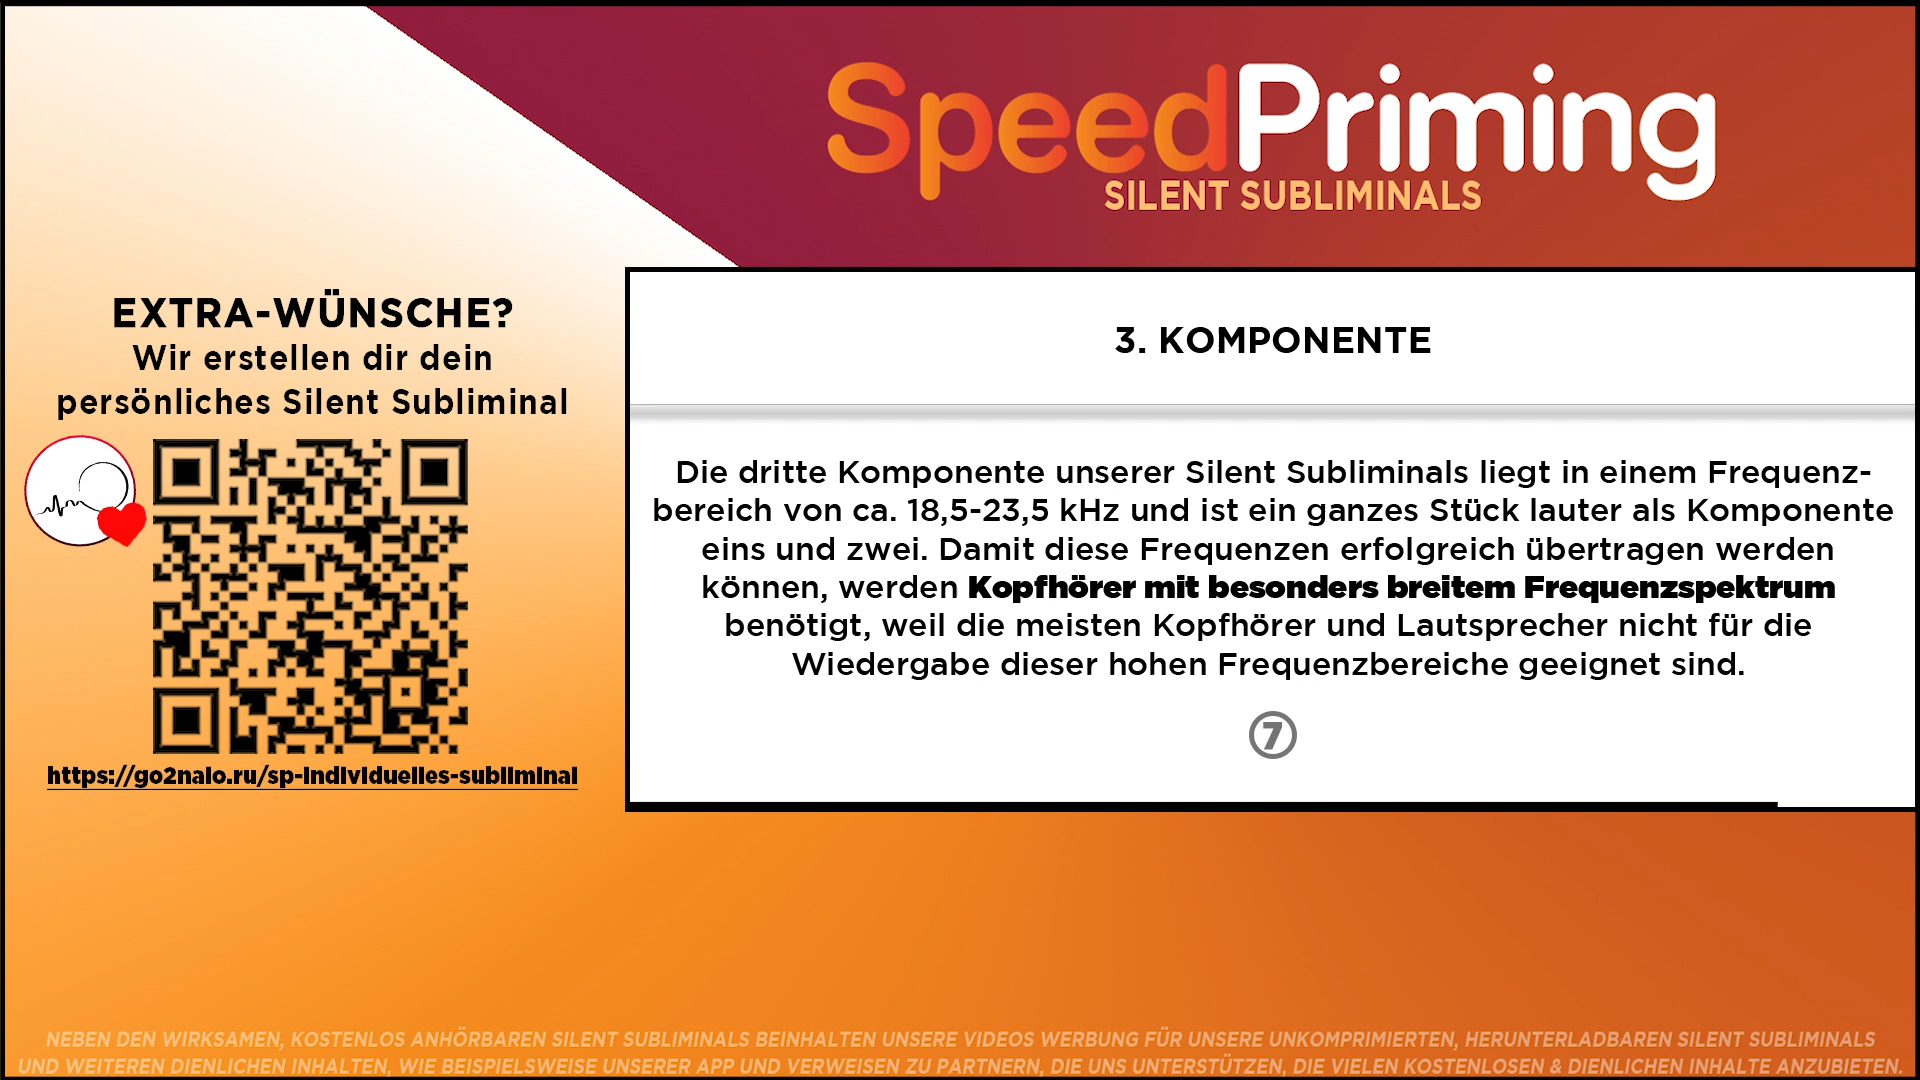 SpeedPriming
SILENT SUBLIMINALS
EXTRA-WÜNSCHE?
Wir erstellen dir dein
persönliches Silent Subliminal
https://go2nalo.ru/sp-individuelles-subliminal
3. KOMPONENTE
Die dritte Komponente unserer Silent Subliminals liegt in einem Frequenz-
bereich von ca. 18,5-23,5 kHz und ist ein ganzes Stück lauter als Komponente
eins und zwei. Damit diese Frequenzen erfolgreich übertragen werden
können, werden Kopfhörer mit besonders breitem Frequenzspektrum
benötigt, weil die meisten Kopfhörer und Lautsprecher nicht für die
Wiedergabe dieser hohen Frequenzbereiche geeignet sind.
7
NEBEN DEN WIRKSAMEN, KOSTENLOS ANHÖRBAREN SILENT SUBLIMINALS BEINHALTEN UNSERE VIDEOS WERBUNG FÜR UNSERE UNKOMPRIMIERTEN, HERUNTERLADBAREN SILENT SUBLIMINALS
UND WEITEREN DIENLICHEN INHALTEN, WIE BEISPIELSWEISE UNSERER APP UND VERWEISEN ZU PARTNERN, DIE UNS UNTERSTÜTZEN, DIE VIELEN KOSTENLOSEN & DIENLICHEN INHALTE ANZUBIETEN.